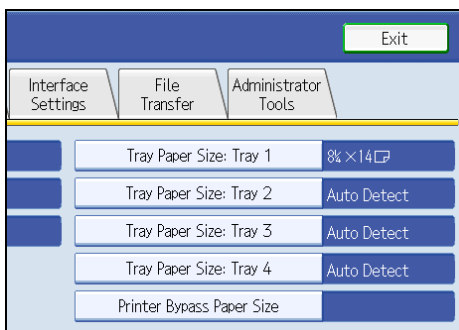 Exit
Interface Settings
File Transfer
Administrator Tools
Tray Paper Size: Tray 1
8¼×14
Tray Paper Size: Tray 2
Auto Detect
Tray Paper Size: Tray 3
Auto Detect
Tray Paper Size: Tray 4
Auto Detect
Printer Bypass Paper Size